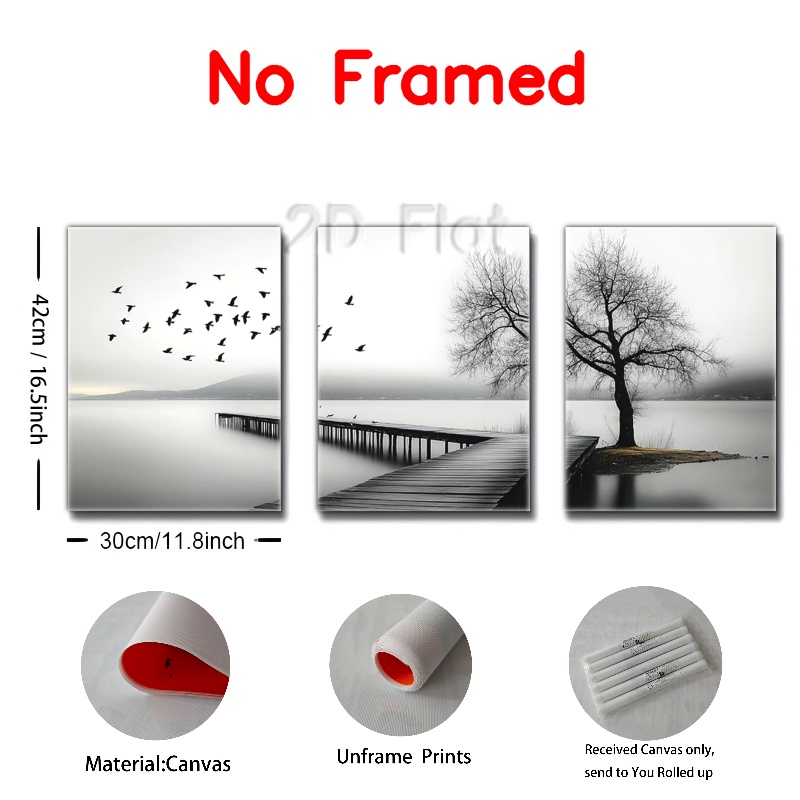 No Framed
2D Flat
42cm / 16.5inch
30cm/11.8inch
Material:Canvas
Unframe Prints
Received Canvas only,
send to You Rolled up